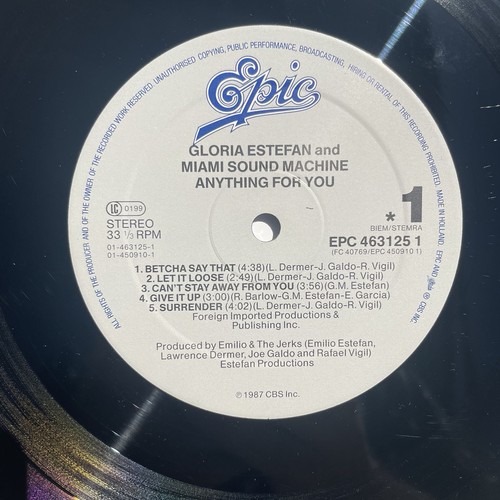 ALL RIGHTS OF THE PRODUCER AND OF THE OWNER OF THE RECORDED WORK RESERVED. UNAUTHORISED COPYING, PUBLIC PERFORMANCE, BROADCASTING, HIRING OR RENTAL OF THIS RECORDING PROHIBITED. MADE IN HOLLAND. EPIC AND ® CBS INC.
Epic
GLORIA ESTEFAN and
MIAMI SOUND MACHINE
ANYTHING FOR YOU
LC 0199
STEREO
33 ⅓ RPM
01-463125-1
01-450910-1
* 1
BIEM/STEMRA
EPC 463125 1
(FC 40769/EPC 450910 1)
1. BETCHA SAY THAT (4:38)(L. Dermer-J. Galdo-R. Vigil)
2. LET IT LOOSE (2:49)(L. Dermer-J. Galdo-R. Vigil)
3. CAN'T STAY AWAY FROM YOU (3:56)(G.M. Estefan)
4. GIVE IT UP (3:00)(R. Barlow-G.M. Estefan-E. Garcia)
5. SURRENDER (4:02)(L. Dermer-J. Galdo-R. Vigil)
Foreign Imported Productions &
Publishing Inc.
Produced by Emilio & The Jerks (Emilio Estefan,
Lawrence Dermer, Joe Galdo and Rafael Vigil)
Estefan Productions
℗ 1987 CBS Inc.